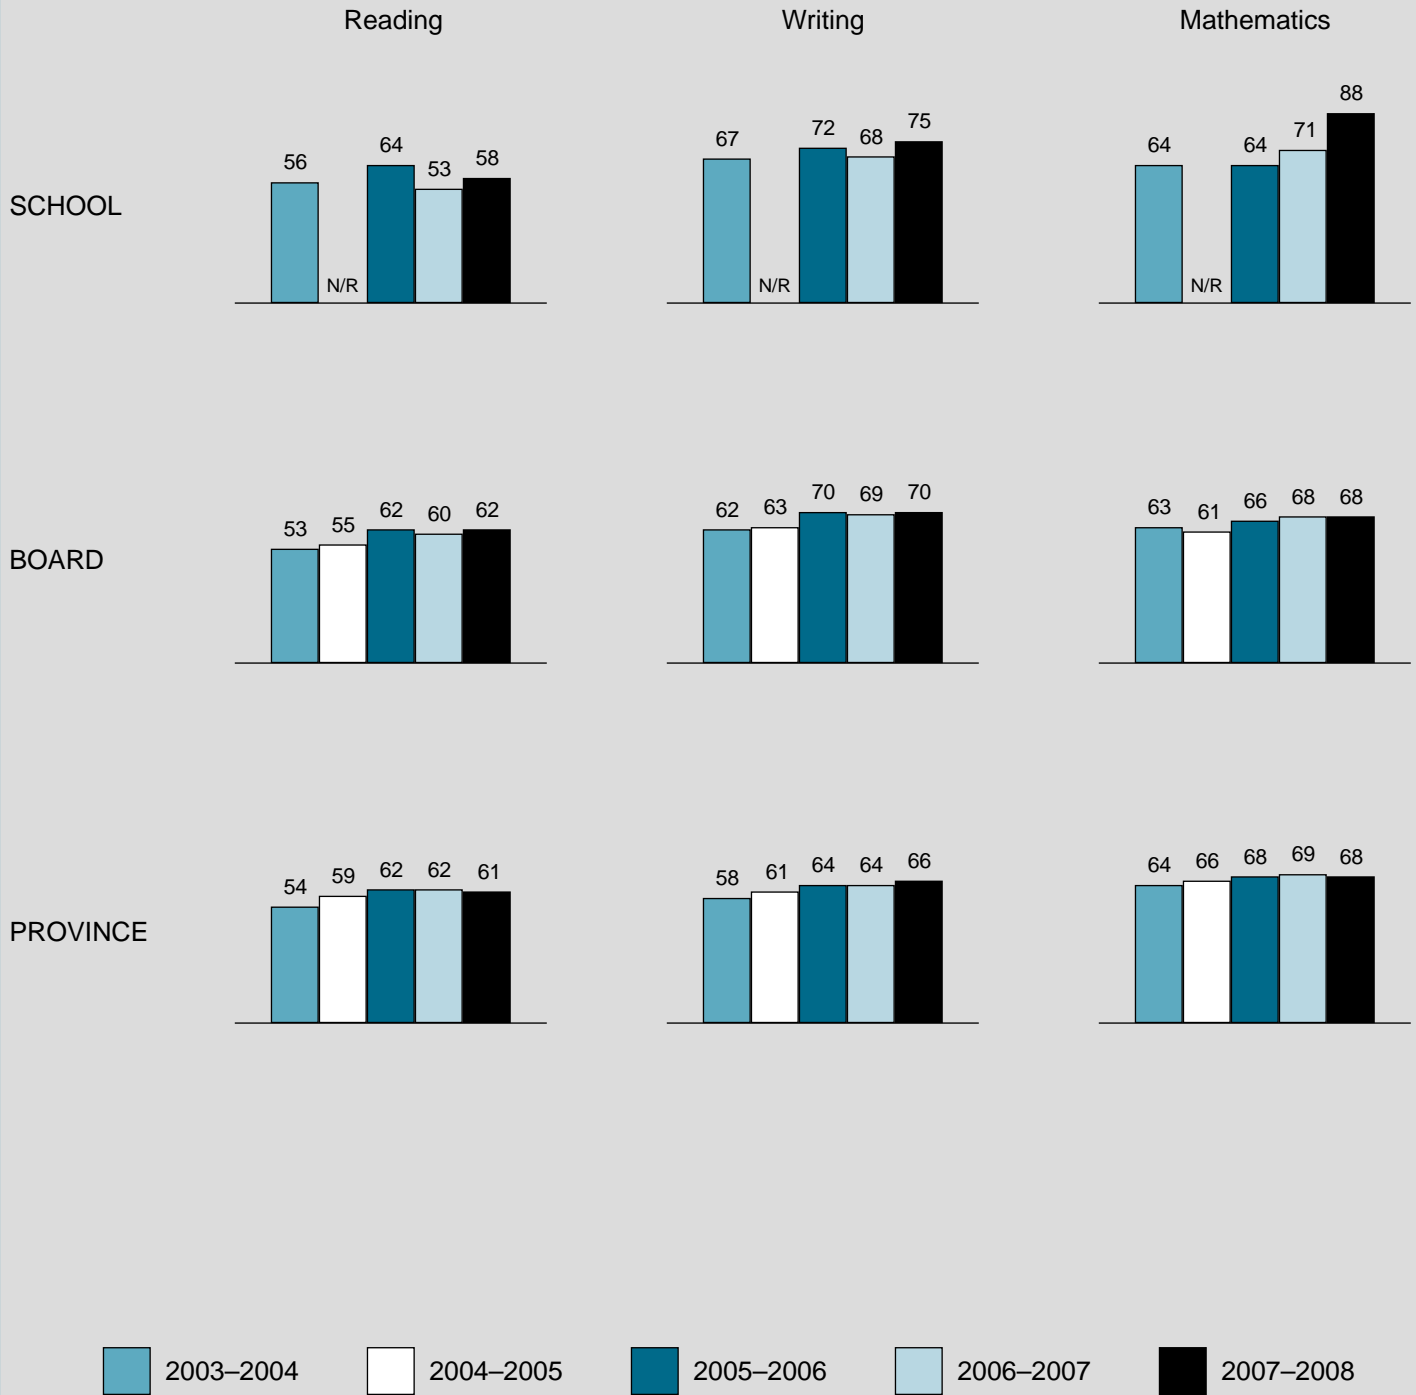 Reading Writing Mathematics
SCHOOL
56 N/R 64 53 58
67 N/R 72 68 75
64 N/R 64 71 88
BOARD
53 55 62 60 62
62 63 70 69 70
63 61 66 68 68
PROVINCE
54 59 62 62 61
58 61 64 64 66
64 66 68 69 68
2003–2004 2004–2005 2005–2006 2006–2007 2007–2008